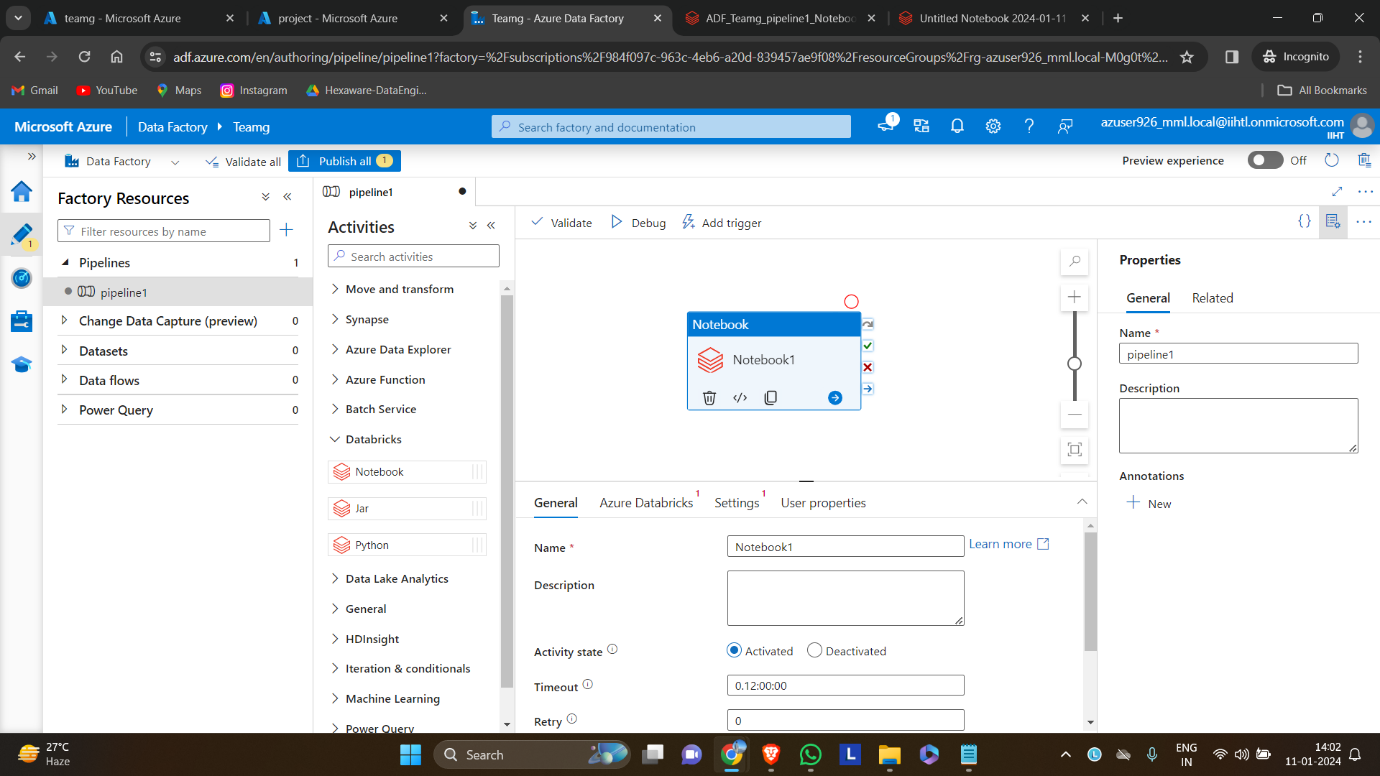 teamg - Microsoft Azure
project - Microsoft Azure
Teamg - Azure Data Factory
ADF_Teamg_pipeline1_Notebo
Untitled Notebook 2024-01-11
adf.azure.com/en/authoring/pipeline/pipeline1?factory=%2Fsubscriptions%2F984f097c-963c-4eb6-a20d-839457ae9f08%2FresourceGroups%2Frg-azuser926_mml.local-M0g0t%2...
Incognito
Gmail
YouTube
Maps
Instagram
Hexaware-DataEngi...
All Bookmarks
Microsoft Azure
Data Factory
Teamg
Search factory and documentation
1
azuser926_mml.local@iihtl.onmicrosoft.com
IIHT
Data Factory
Validate all
Publish all 1
Preview experience
Off
Factory Resources
pipeline1
Filter resources by name
1
Pipelines 1
pipeline1
Change Data Capture (preview) 0
Datasets 0
Data flows 0
Power Query 0
Activities
Search activities
Move and transform
Synapse
Azure Data Explorer
Azure Function
Batch Service
Databricks
Notebook
Jar
Python
Data Lake Analytics
General
HDInsight
Iteration & conditionals
Machine Learning
Power Query
Validate
Debug
Add trigger
Notebook
Notebook1
General
Azure Databricks 1
Settings 1
User properties
Name *
Notebook1
Learn more
Description
Activity state
Activated
Deactivated
Timeout
0.12:00:00
Retry
0
Properties
General
Related
Name *
pipeline1
Description
Annotations
New
27°C
Haze
Search
L
ENG
IN
14:02
11-01-2024